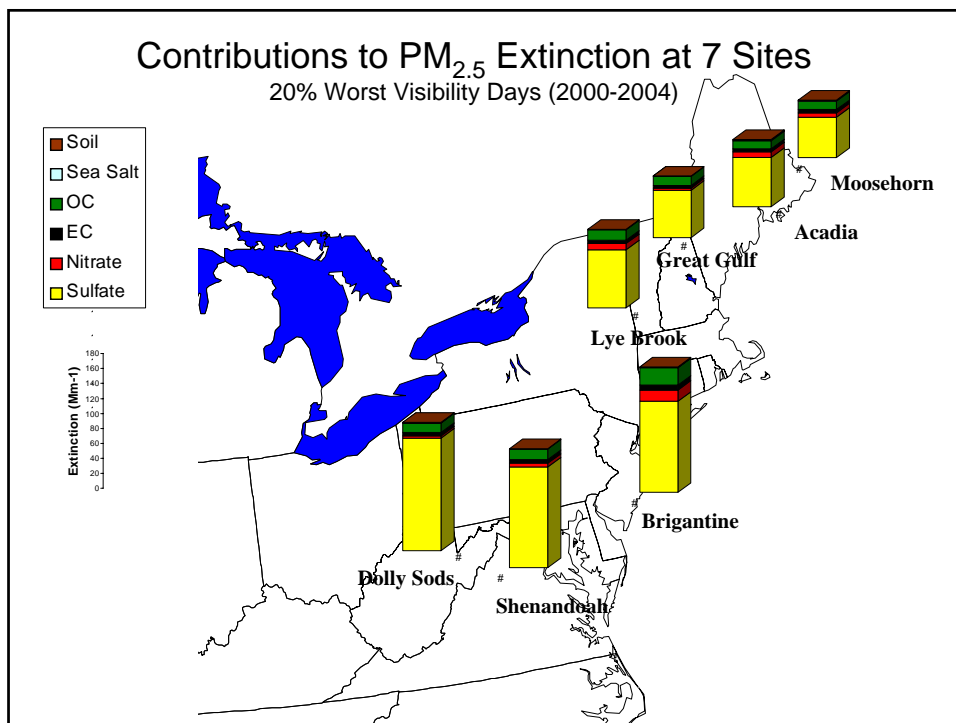 Contributions to PM2.5 Extinction at 7 Sites
20% Worst Visibility Days (2000-2004)
Soil
Sea Salt
OC
EC
Nitrate
Sulfate
Extinction (Mm-1)
180
160
140
120
100
80
60
40
20
0
#
Moosehorn
Acadia
#
#
Great Gulf
#
Lye Brook
#
Brigantine
#
Dolly Sods
#
Shenandoah